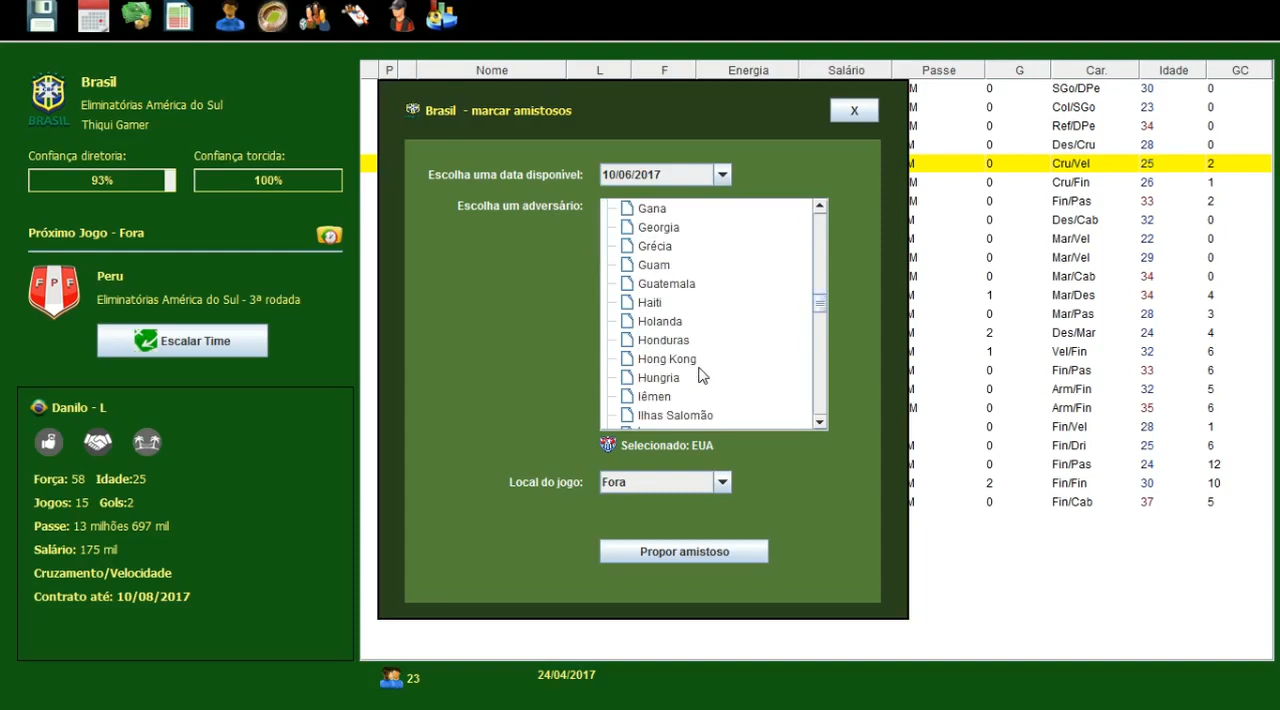 Brasil
Eliminatórias América do Sul
Thiqui Gamer
BRASIL
Confiança diretoria:
Confiança torcida:
93%
100%
Próximo Jogo - Fora
FPF
Peru
Eliminatórias América do Sul - 3ª rodada
Escalar Time
Danilo - L
Força: 58 Idade:25
Jogos: 15 Gols:2
Passe: 13 milhões 697 mil
Salário: 175 mil
Cruzamento/Velocidade
Contrato até: 10/08/2017
P Nome L F Energia Salário Passe G Car. Idade GC
Brasil - marcar amistosos
X
Escolha uma data disponível:
10/06/2017
Escolha um adversário:
Gana
Georgia
Grécia
Guam
Guatemala
Haiti
Holanda
Honduras
Hong Kong
Hungria
Iêmen
Ilhas Salomão
Selecionado: EUA
Local do jogo:
Fora
Propor amistoso
M 0 SGo/DPe 30 0
M 0 Col/SGo 23 0
M 0 Ref/DPe 34 0
M 0 Des/Cru 28 0
M 0 Cru/Vel 25 2
M 0 Cru/Fin 26 1
M 0 Fin/Pas 33 2
M 0 Des/Cab 32 0
M 0 Mar/Vel 22 0
M 0 Mar/Vel 29 0
M 0 Mar/Cab 34 0
M 1 Mar/Des 34 4
M 0 Mar/Pas 28 3
M 2 Des/Mar 24 4
M 1 Vel/Fin 32 6
M 0 Fin/Pas 33 6
M 0 Arm/Fin 32 5
M 0 Arm/Fin 35 6
0 Fin/Vel 28 1
M 0 Fin/Dri 25 6
M 0 Fin/Pas 24 12
M 2 Fin/Fin 30 10
M 0 Fin/Cab 37 5
23
24/04/2017